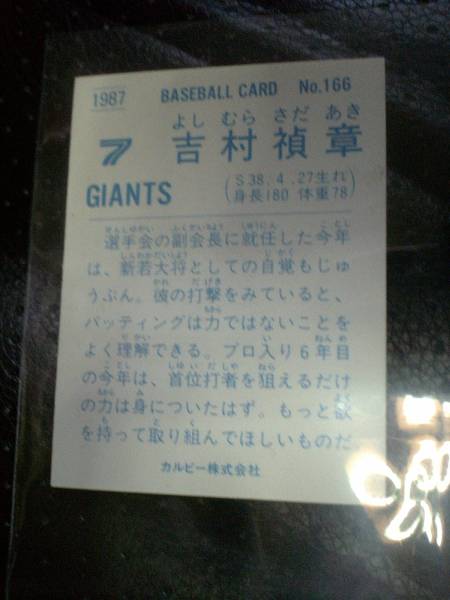 1987 BASEBALL CARD No.166
よし むら さだ あき
7 吉村禎章
GIANTS (S38.4.27生れ
身長180 体重78)
選手会の副会長に就任した今年
は、新若大将としての自覚もじゅ
うぶん。彼の打撃をみていると、
バッティングは力ではないことを
よく理解できる。プロ入り6年目
の今年は、首位打者を狙えるだけ
の力は身についたはず。もっと欲
を持って取り組んでほしいものだ
カルビー株式会社